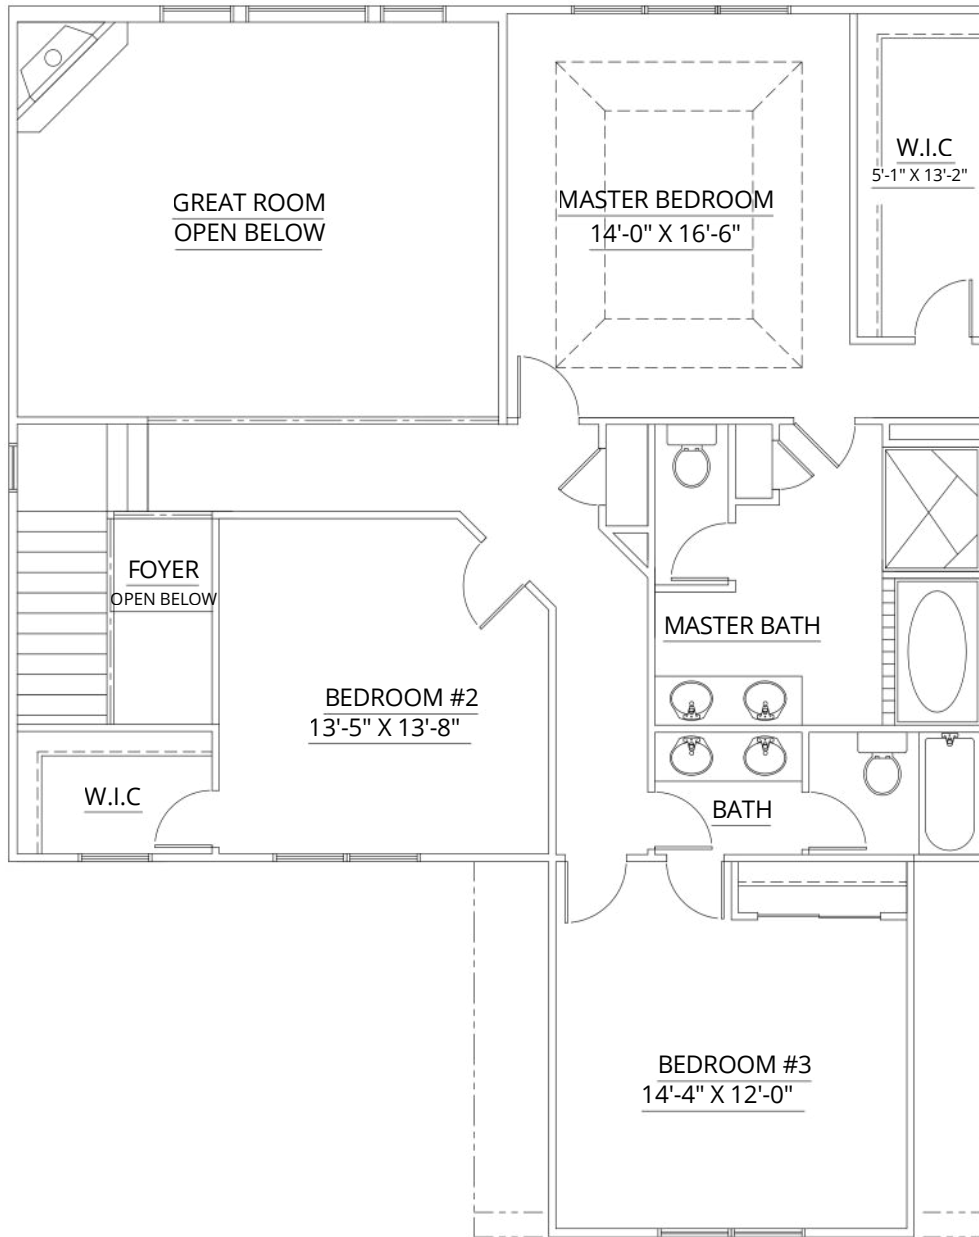 GREAT ROOM
OPEN BELOW
MASTER BEDROOM
14'-0" X 16'-6"
W.I.C
5'-1" X 13'-2"
FOYER
OPEN BELOW
MASTER BATH
BEDROOM #2
13'-5" X 13'-8"
W.I.C
BATH
BEDROOM #3
14'-4" X 12'-0"